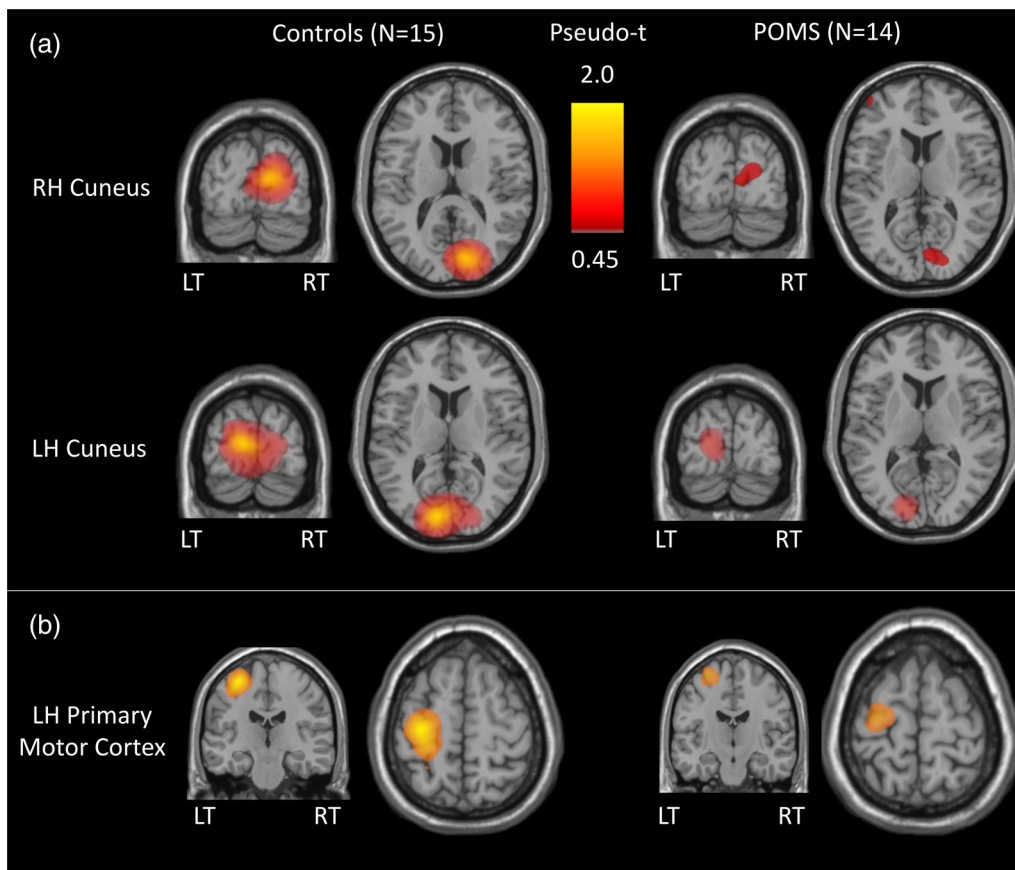 (a)
Controls (N=15)
Pseudo-t
POMS (N=14)
2.0
RH Cuneus
0.45
LT
RT
LT
RT
LH Cuneus
LT
RT
LT
RT
(b)
LH Primary
Motor Cortex
LT
RT
LT
RT